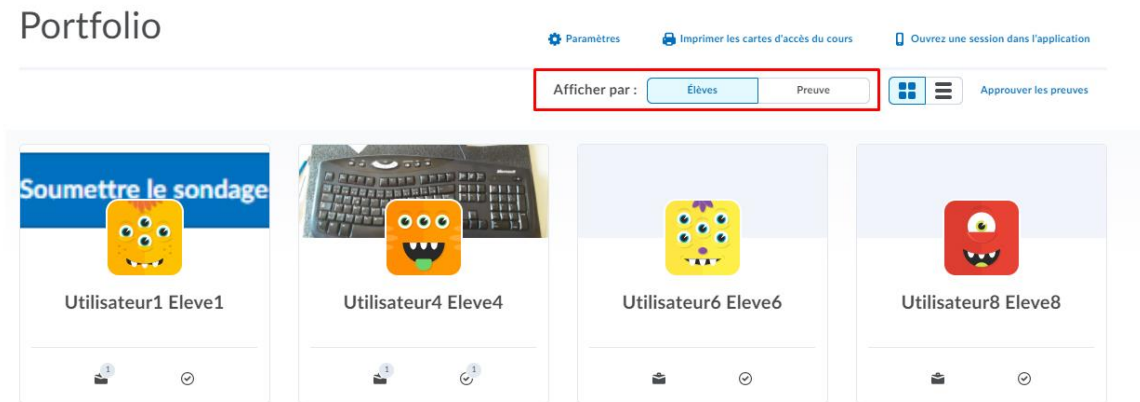 Portfolio
Paramètres Imprimer les cartes d'accès du cours Ouvrez une session dans l'application
Afficher par : Élèves Preuve Approuver les preuves
Soumettre le sondage
Utilisateur1 Eleve1 Utilisateur4 Eleve4 Utilisateur6 Eleve6 Utilisateur8 Eleve8
1 1 1